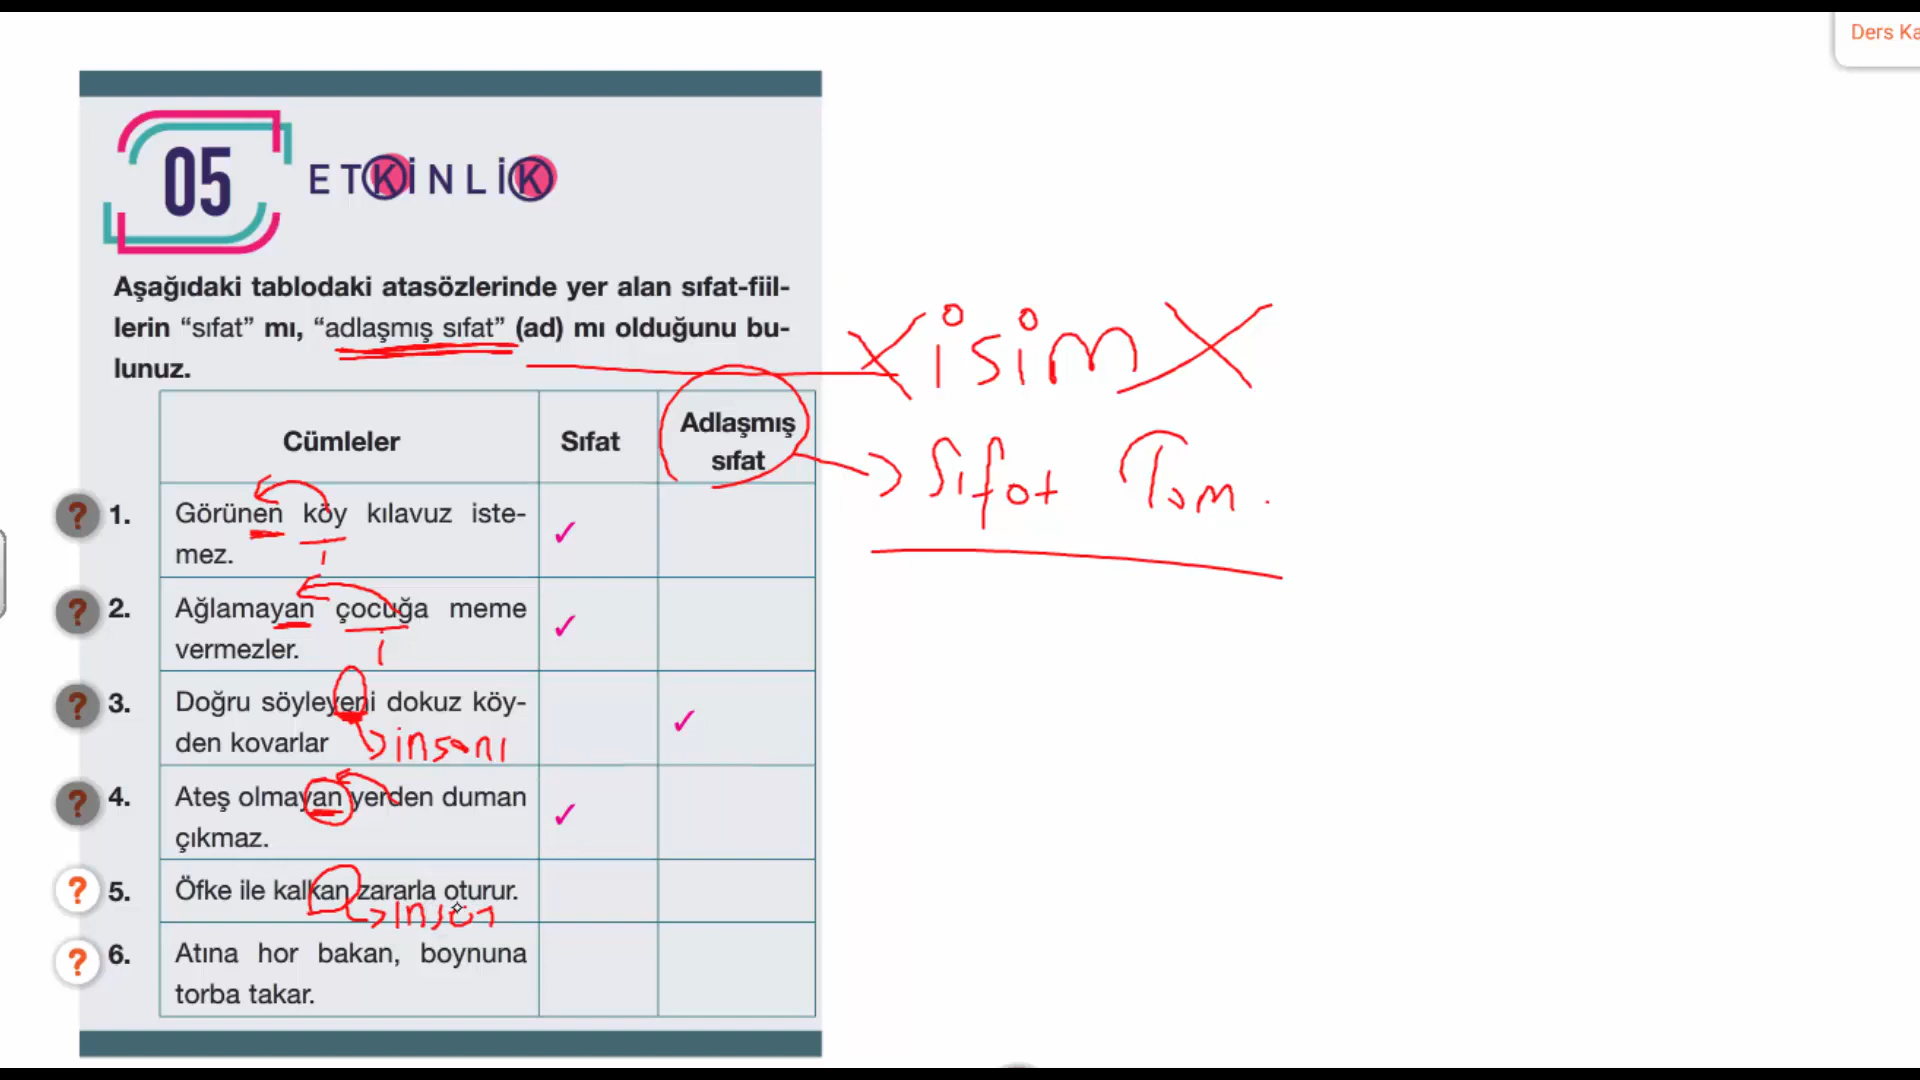 Ders Ka
05
ETKİNLİK
Aşağıdaki tablodaki atasözlerinde yer alan sıfat-fiil-
lerin “sıfat” mı, “adlaşmış sıfat” (ad) mı olduğunu bu-
lunuz.
isim
Cümleler
Sıfat
Adlaşmış
sıfat
Sıfat Tam.
? 1. Görünen köy kılavuz iste-
mez. ✓
? 2. Ağlamayan çocuğa meme
vermezler. ✓
? 3. Doğru söyleyeni dokuz köy-
den kovarlar ✓
insanı
? 4. Ateş olmayan yerden duman
çıkmaz. ✓
? 5. Öfke ile kalkan zararla oturur.
? 6. Atına hor bakan, boynuna
torba takar.